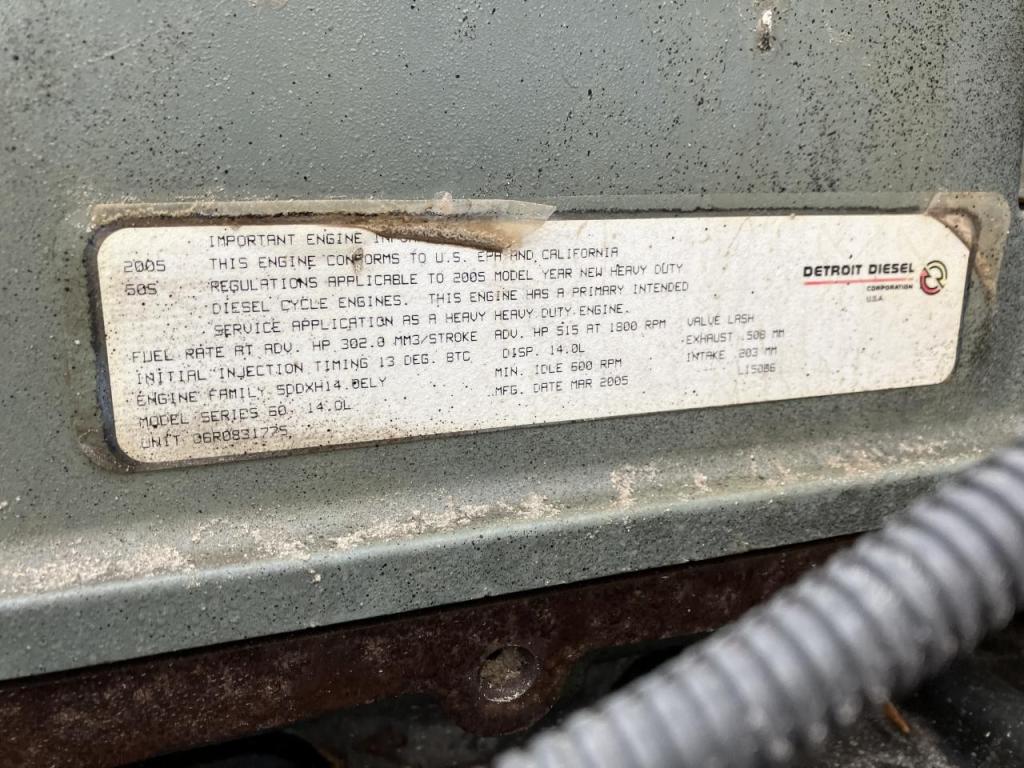 IMPORTANT ENGINE
2005 THIS ENGINE CONFORMS TO U.S. EPA AND CALIFORNIA
50S REGULATIONS APPLICABLE TO 2005 MODEL YEAR NEW HEAVY DUTY
DIESEL CYCLE ENGINES. THIS ENGINE HAS A PRIMARY INTENDED
SERVICE APPLICATION AS A HEAVY HEAVY DUTY ENGINE.
FUEL RATE AT ADV. HP 302.0 MM3/STROKE ADV. HP 515 AT 1800 RPM VALVE LASH
INITIAL INJECTION TIMING 13 DEG. BTC DISP. 14.0L EXHAUST .508 MM
ENGINE FAMILY 5DDXH14.0ELY MIN. IDLE 600 RPM INTAKE .203 MM
MODEL SERIES 60, 14.0L MFG. DATE MAR 2005 L15086
UNIT 06R0831775
DETROIT DIESEL
CORPORATION
U.S.A.